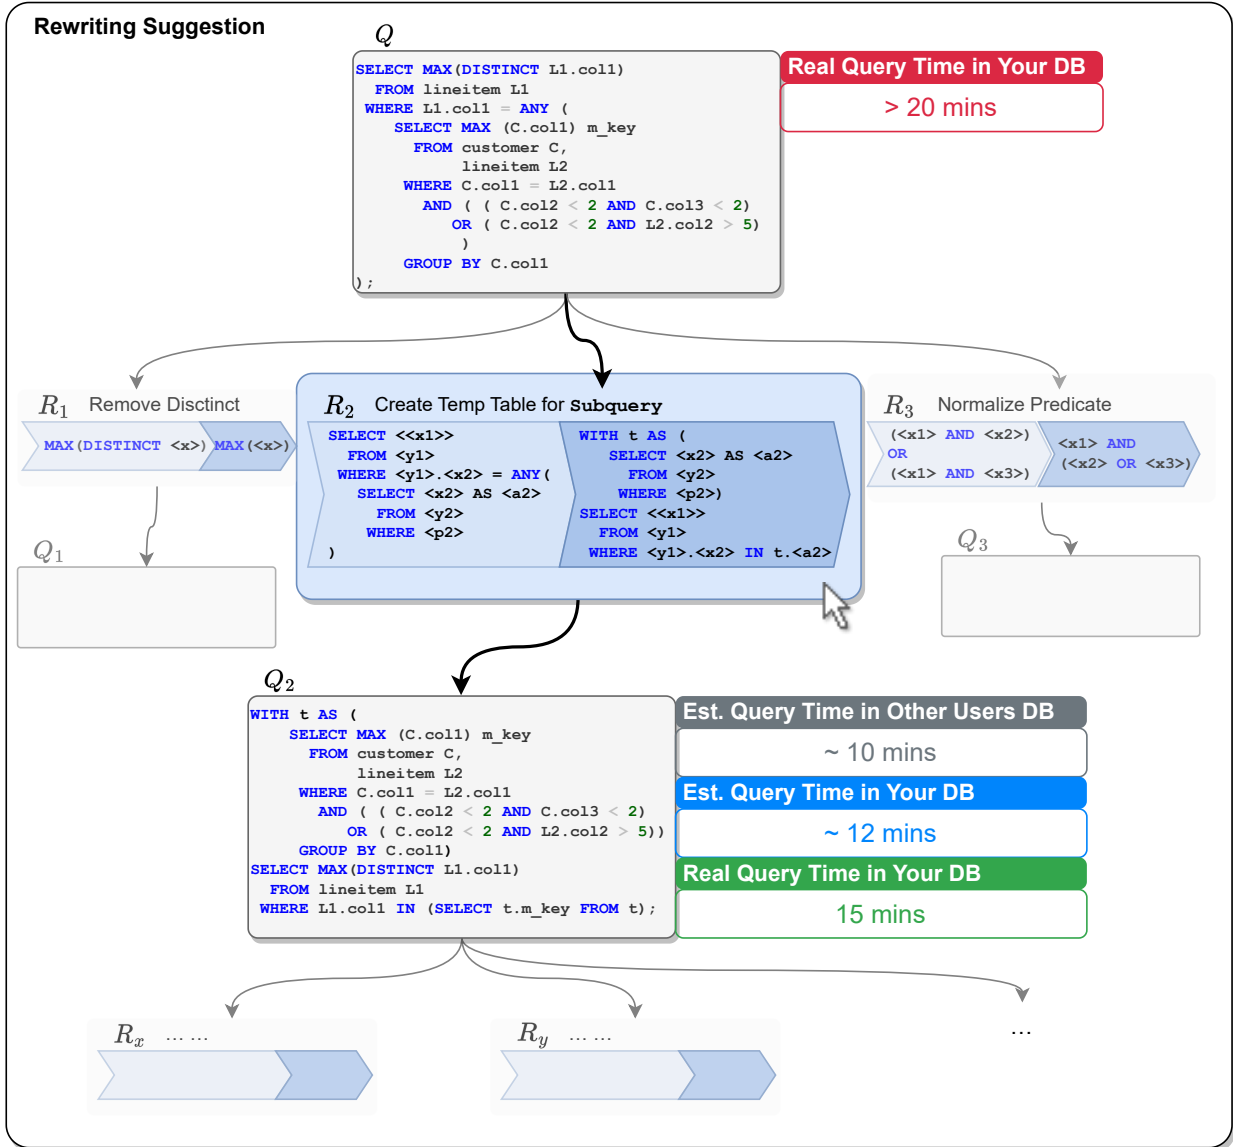 Rewriting Suggestion
Q
SELECT MAX(DISTINCT L1.col1)
FROM lineitem L1
WHERE L1.col1 = ANY (
SELECT MAX (C.col1) m_key
FROM customer C,
lineitem L2
WHERE C.col1 = L2.col1
AND ( ( C.col2 < 2 AND C.col3 < 2)
OR ( C.col2 < 2 AND L2.col2 > 5)
)
GROUP BY C.col1
);
Real Query Time in Your DB
> 20 mins
R1 Remove Disctinct
MAX(DISTINCT <x>) MAX(<x>)
Q1
R2 Create Temp Table for Subquery
SELECT <<x1>>
FROM <y1>
WHERE <y1>.<x2> = ANY(
SELECT <x2> AS <a2>
FROM <y2>
WHERE <p2>
)
WITH t AS (
SELECT <x2> AS <a2>
FROM <y2>
WHERE <p2>)
SELECT <<x1>>
FROM <y1>
WHERE <y1>.<x2> IN t.<a2>
R3 Normalize Predicate
(<x1> AND <x2>)
OR
(<x1> AND <x3>)
<x1> AND
(<x2> OR <x3>)
Q3
Q2
WITH t AS (
SELECT MAX (C.col1) m_key
FROM customer C,
lineitem L2
WHERE C.col1 = L2.col1
AND ( ( C.col2 < 2 AND C.col3 < 2)
OR ( C.col2 < 2 AND L2.col2 > 5))
GROUP BY C.col1)
SELECT MAX(DISTINCT L1.col1)
FROM lineitem L1
WHERE L1.col1 IN (SELECT t.m_key FROM t);
Est. Query Time in Other Users DB
~ 10 mins
Est. Query Time in Your DB
~ 12 mins
Real Query Time in Your DB
15 mins
Rx ... ...
Ry ... ...
...